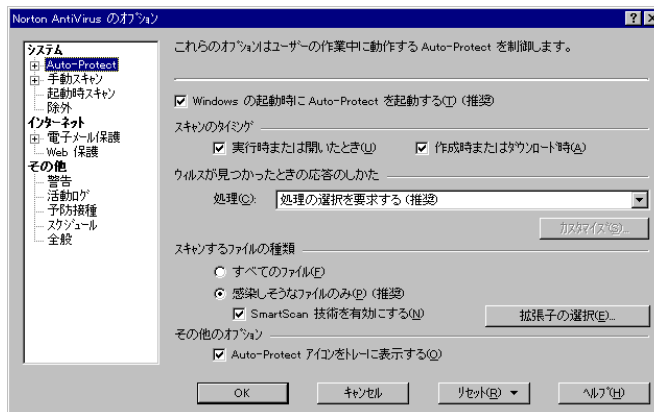 Norton AntiVirus のオプション
システム
Auto-Protect
手動スキャン
起動時スキャン
除外
インターネット
電子メール保護
Web 保護
その他
警告
活動ログ
予防接種
スケジュール
全般
これらのオプションはユーザーの作業中に動作する Auto-Protect を制御します。
Windows の起動時に Auto-Protect を起動する(T) (推奨)
スキャンのタイミング
実行時または開いたとき(U)
作成時またはダウンロード時(A)
ウィルスが見つかったときの応答のしかた
処理(C):
処理の選択を要求する (推奨)
カスタマイズ(S)...
スキャンするファイルの種類
すべてのファイル(F)
感染しそうなファイルのみ(P) (推奨)
SmartScan 技術を有効にする(N)
拡張子の選択(E)...
その他のオプション
Auto-Protect アイコンをトレーに表示する(O)
OK
キャンセル
リセット(R)
ヘルプ(H)